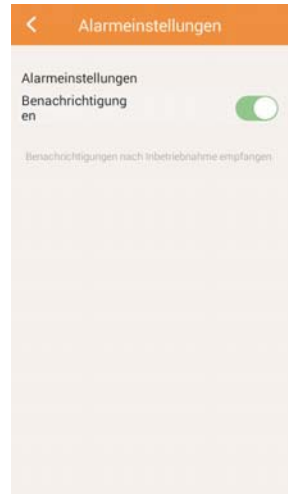 Alarmeinstellungen
Alarmeinstellungen
Benachrichtigung
en
Benachrichtigungen nach Inbetriebnahme empfangen